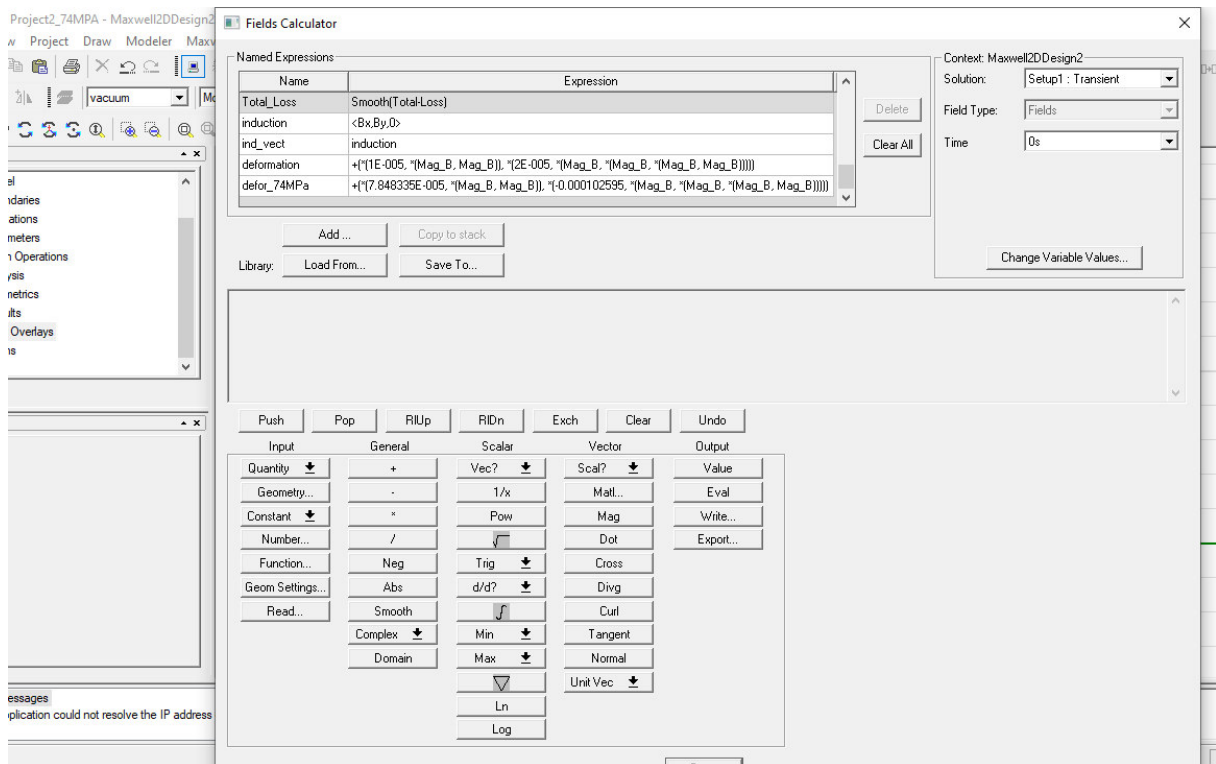 Project2_74MPA - Maxwell2DDesign2
Project Draw Modeler Maxw
vacuum
Fields Calculator
Named Expressions
Name Expression
Total_Loss Smooth(Total-Loss)
induction <Bx,By,0>
ind_vect induction
deformation +(*(1E-005, *(Mag_B, Mag_B)), *(2E-005, *(Mag_B, *(Mag_B, *(Mag_B, Mag_B)))))
defor_74MPa +(*(7.848335E-005, *(Mag_B, Mag_B)), *(-0.000102595, *(Mag_B, *(Mag_B, *(Mag_B, Mag_B)))))
Delete
Clear All
Context: Maxwell2DDesign2
Solution: Setup1 : Transient
Field Type: Fields
Time 0s
Change Variable Values...
Add ... Copy to stack
Library: Load From... Save To...
el
ndaries
ations
meters
n Operations
ysis
metrics
ults
Overlays
ns
Push Pop RlUp RlDn Exch Clear Undo
Input General Scalar Vector Output
Quantity + Vec? Scal? Value
Geometry... - 1/x Matl... Eval
Constant * Pow Mag Write...
Number... / √ Dot Export...
Function... Neg Trig Cross
Geom Settings... Abs d/d? Divg
Read... Smooth ∫ Curl
Complex Min Tangent
Domain Max Normal
▽ Unit Vec
Ln
Log
essages
pplication could not resolve the IP address